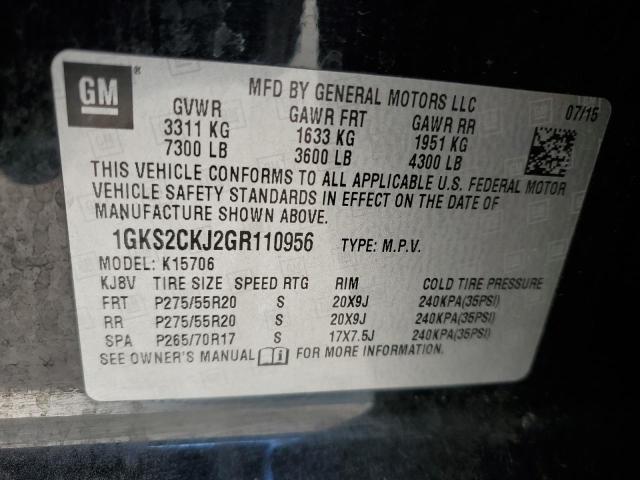 GM ®
MFD BY GENERAL MOTORS LLC
07/15
GVWR GAWR FRT GAWR RR
3311 KG 1633 KG 1951 KG
7300 LB 3600 LB 4300 LB
THIS VEHICLE CONFORMS TO ALL APPLICABLE U.S. FEDERAL MOTOR
VEHICLE SAFETY STANDARDS IN EFFECT ON THE DATE OF
MANUFACTURE SHOWN ABOVE.
1GKS2CKJ2GR110956 TYPE: M.P.V.
MODEL: K15706
KJ8V TIRE SIZE SPEED RTG RIM COLD TIRE PRESSURE
FRT P275/55R20 S 20X9J 240KPA(35PSI)
RR P275/55R20 S 20X9J 240KPA(35PSI)
SPA P265/70R17 S 17X7.5J 240KPA(35PSI)
SEE OWNER'S MANUAL FOR MORE INFORMATION.